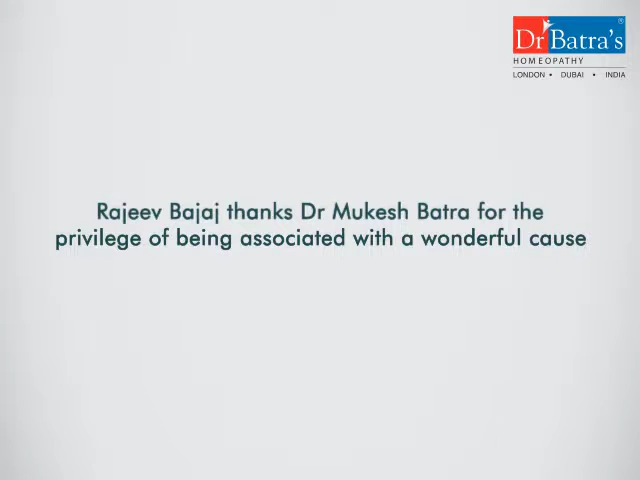 Dr Batra's®
HOMEOPATHY
LONDON • DUBAI • INDIA
Rajeev Bajaj thanks Dr Mukesh Batra for the
privilege of being associated with a wonderful cause